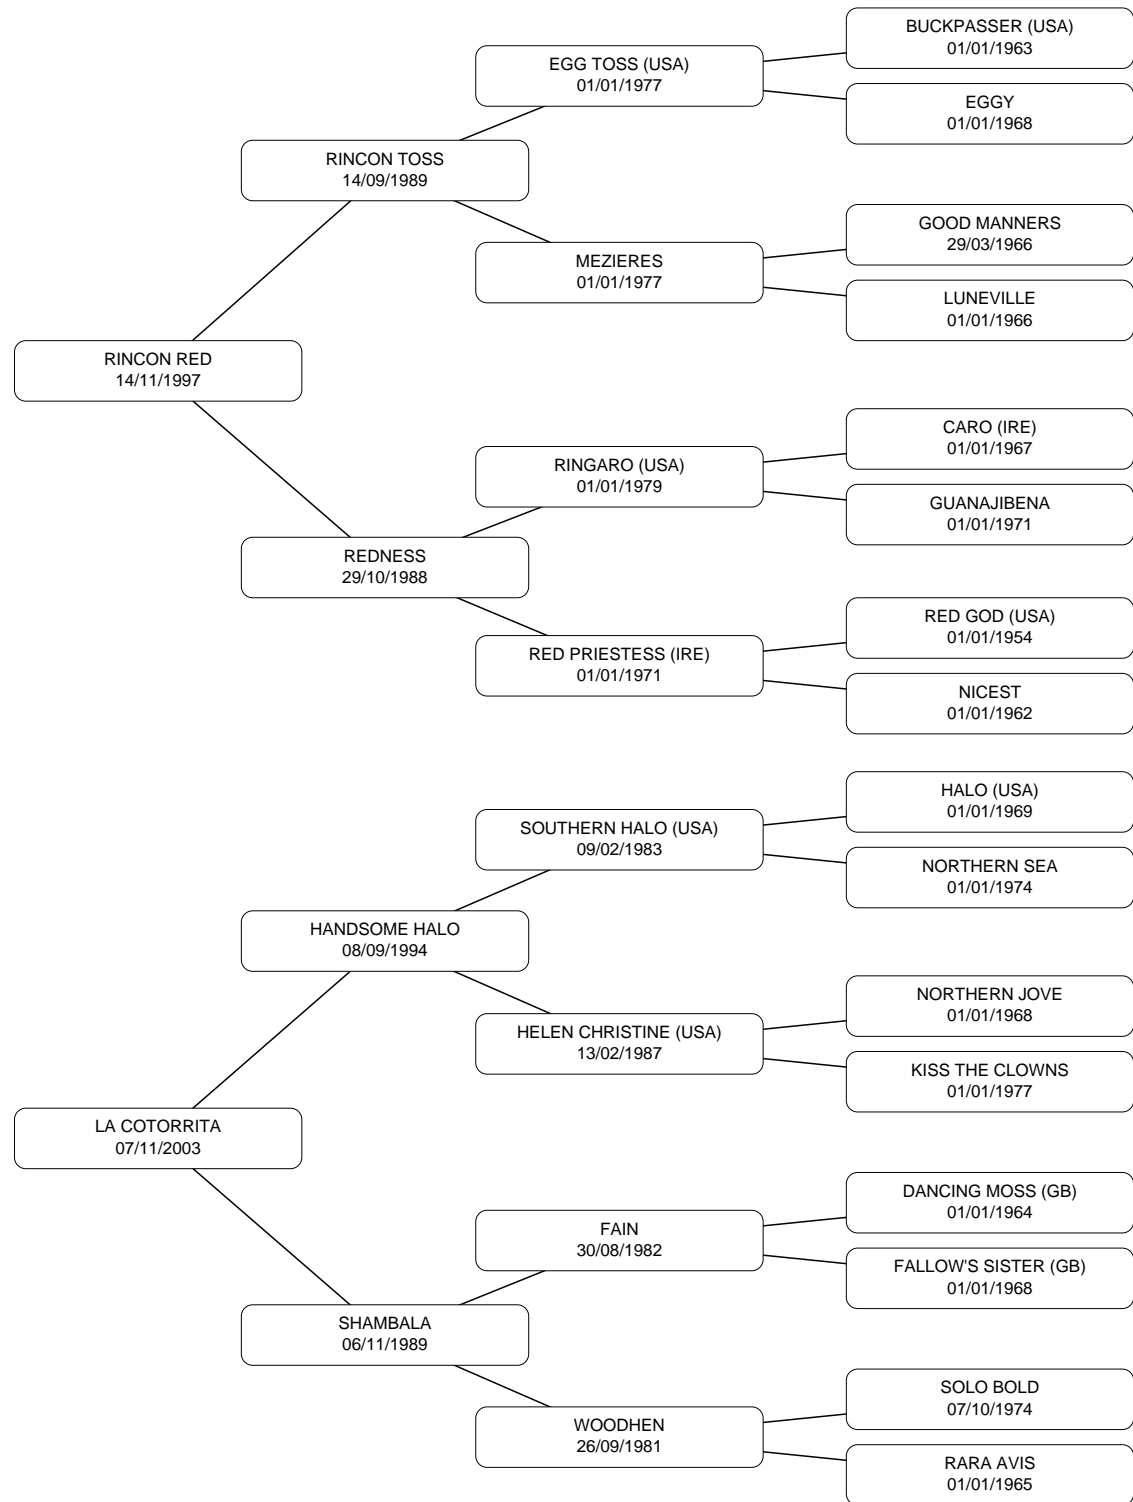 BUCKPASSER (USA)
01/01/1963
EGG TOSS (USA)
01/01/1977
EGGY
01/01/1968
RINCON TOSS
14/09/1989
GOOD MANNERS
29/03/1966
MEZIERES
01/01/1977
LUNEVILLE
01/01/1966
RINCON RED
14/11/1997
CARO (IRE)
01/01/1967
RINGARO (USA)
01/01/1979
GUANAJIBENA
01/01/1971
REDNESS
29/10/1988
RED GOD (USA)
01/01/1954
RED PRIESTESS (IRE)
01/01/1971
NICEST
01/01/1962
HALO (USA)
01/01/1969
SOUTHERN HALO (USA)
09/02/1983
NORTHERN SEA
01/01/1974
HANDSOME HALO
08/09/1994
NORTHERN JOVE
01/01/1968
HELEN CHRISTINE (USA)
13/02/1987
KISS THE CLOWNS
01/01/1977
LA COTORRITA
07/11/2003
DANCING MOSS (GB)
01/01/1964
FAIN
30/08/1982
FALLOW'S SISTER (GB)
01/01/1968
SHAMBALA
06/11/1989
SOLO BOLD
07/10/1974
WOODHEN
26/09/1981
RARA AVIS
01/01/1965